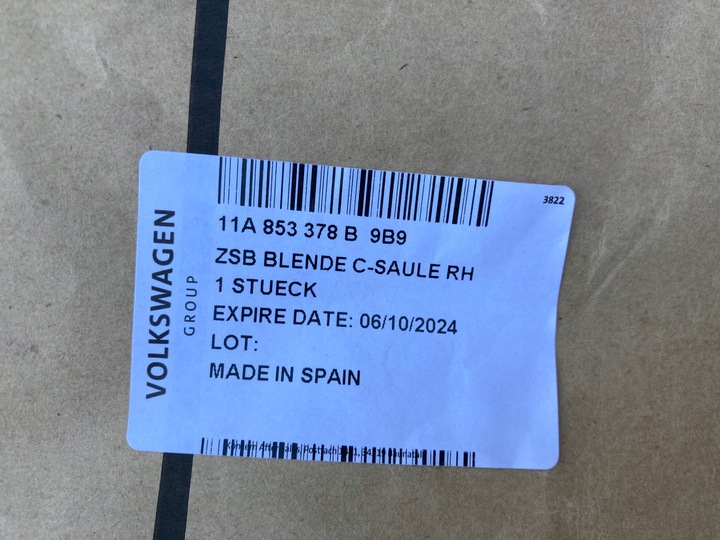 3822
VOLKSWAGEN
GROUP
11A 853 378 B 9B9
ZSB BLENDE C-SAULE RH
1 STUECK
EXPIRE DATE: 06/10/2024
LOT:
MADE IN SPAIN
Postfach